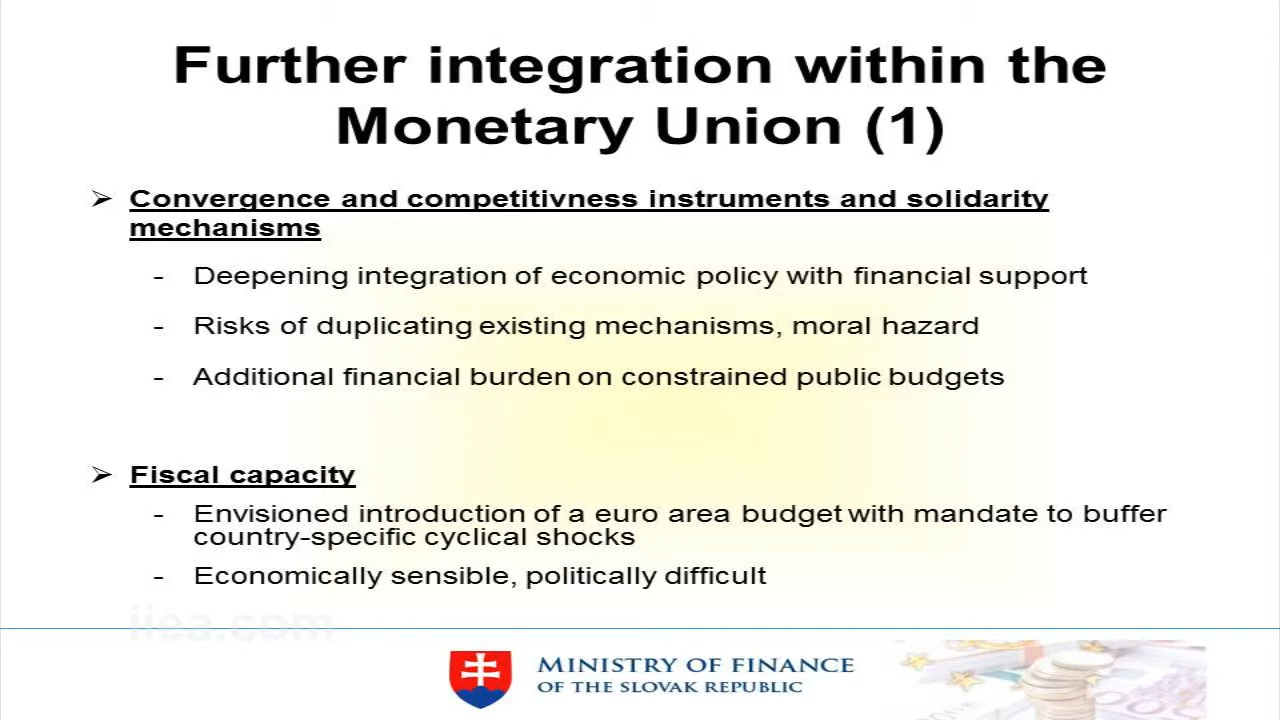 Further integration within the
Monetary Union (1)
➢ Convergence and competitivness instruments and solidarity
mechanisms
- Deepening integration of economic policy with financial support
- Risks of duplicating existing mechanisms, moral hazard
- Additional financial burden on constrained public budgets
➢ Fiscal capacity
- Envisioned introduction of a euro area budget with mandate to buffer
country-specific cyclical shocks
- Economically sensible, politically difficult
iiea.com
MINISTRY OF FINANCE
OF THE SLOVAK REPUBLIC